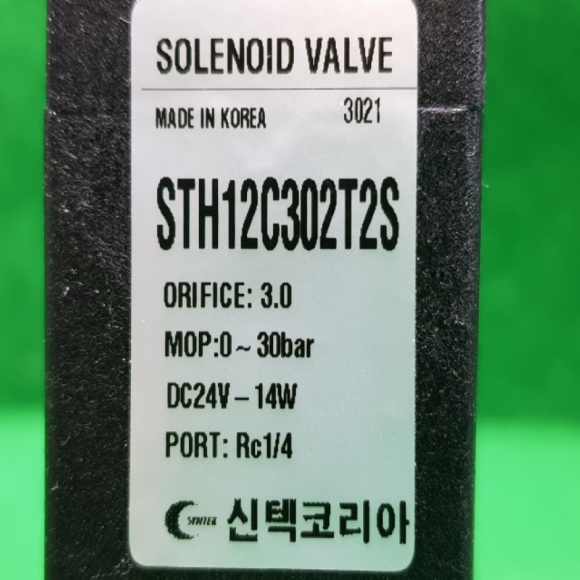 SOLENOID VALVE
MADE IN KOREA 3021
STH12C302T2S
ORIFICE: 3.0
MOP:0~30bar
DC24V-14W
PORT: Rc1/4
SYNTEK 신텍코리아